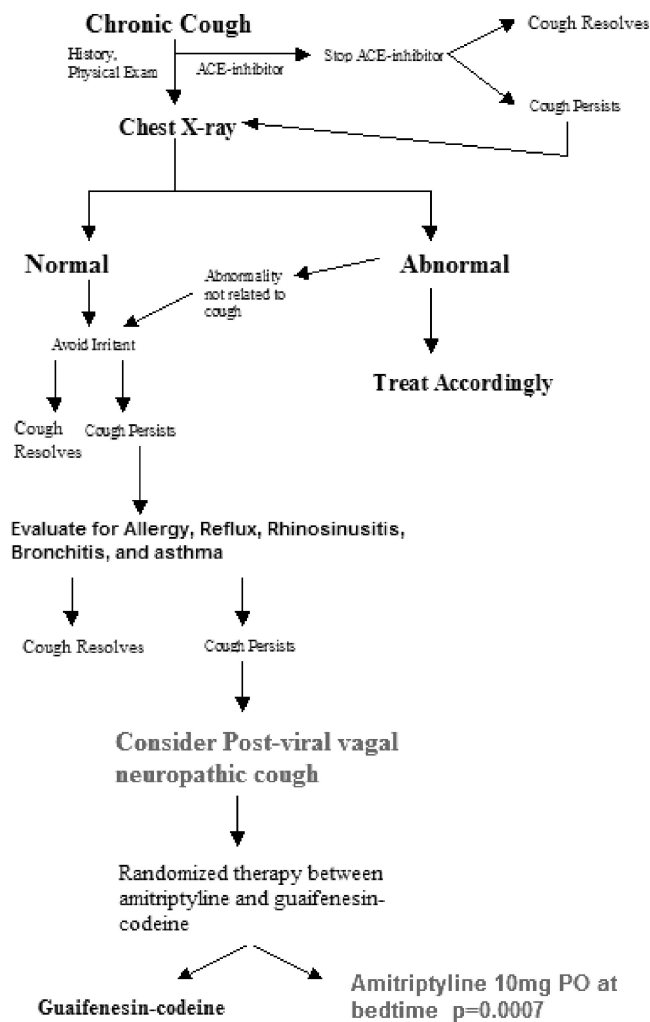 Chronic Cough
History,
Physical Exam
ACE-inhibitor
Stop ACE-inhibitor
Cough Resolves
Cough Persists
Chest X-ray
Normal
Abnormal
Abnormality
not related to
cough
Avoid Irritant
Treat Accordingly
Cough
Resolves
Cough Persists
Evaluate for Allergy, Reflux, Rhinosinusitis,
Bronchitis, and asthma
Cough Resolves
Cough Persists
Consider Post-viral vagal
neuropathic cough
Randomized therapy between
amitriptyline and guaifenesin-
codeine
Guaifenesin-codeine
Amitriptyline 10mg PO at
bedtime p=0.0007